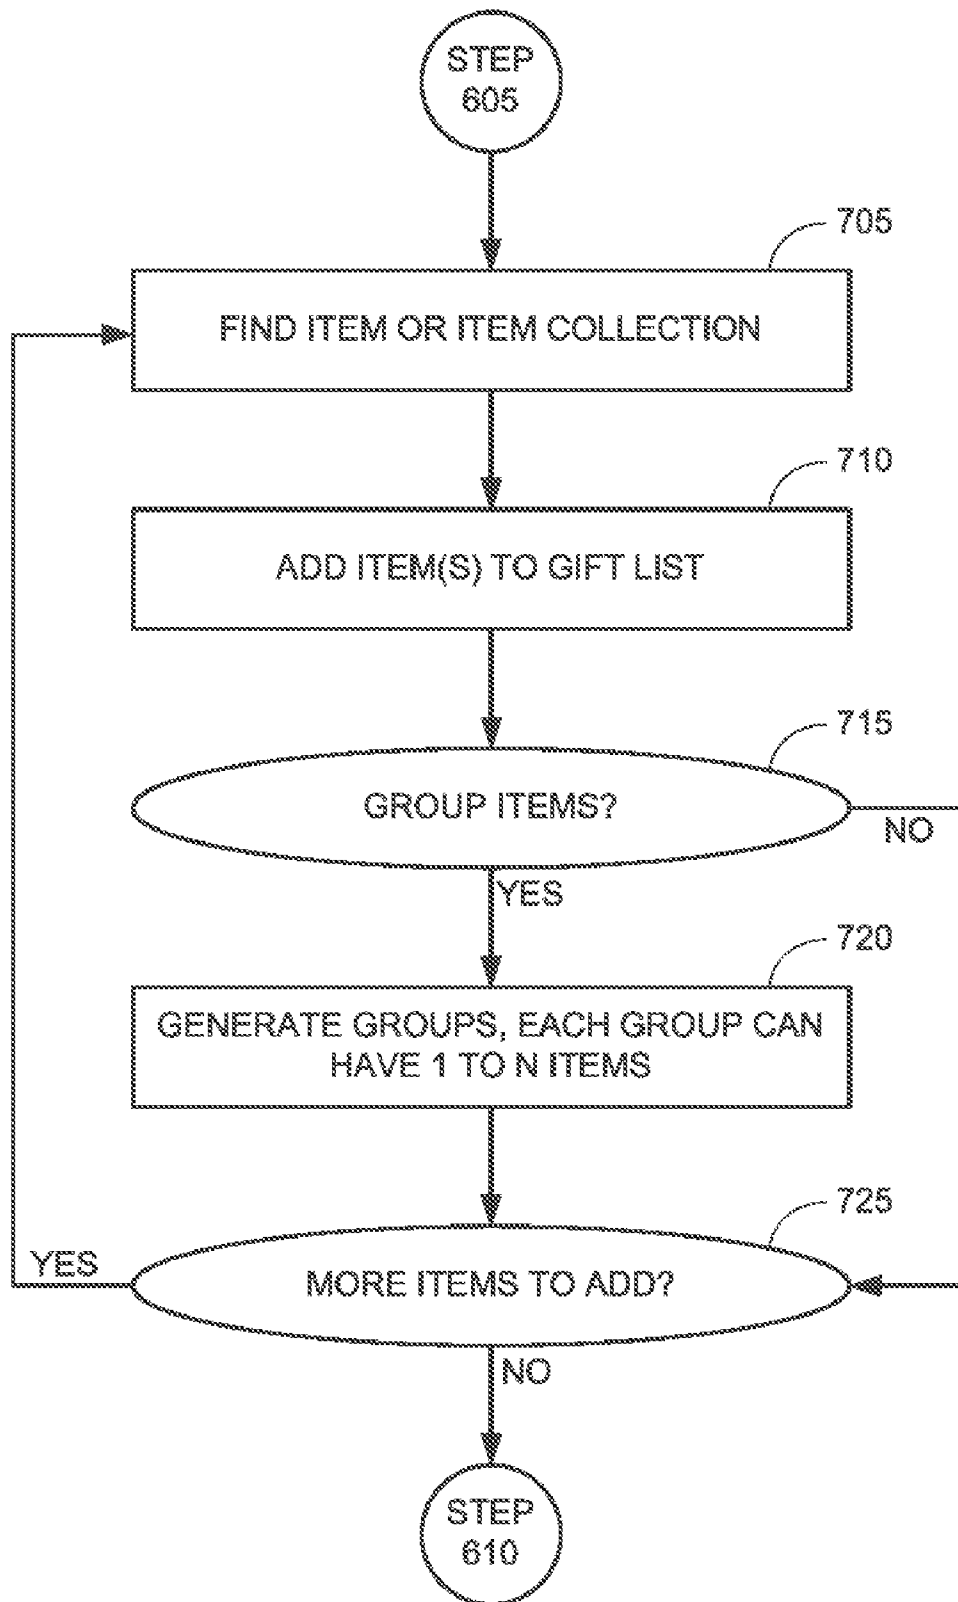 STEP
605
705
FIND ITEM OR ITEM COLLECTION
710
ADD ITEM(S) TO GIFT LIST
715
GROUP ITEMS?
NO
YES
720
GENERATE GROUPS, EACH GROUP CAN
HAVE 1 TO N ITEMS
725
YES
MORE ITEMS TO ADD?
NO
STEP
610